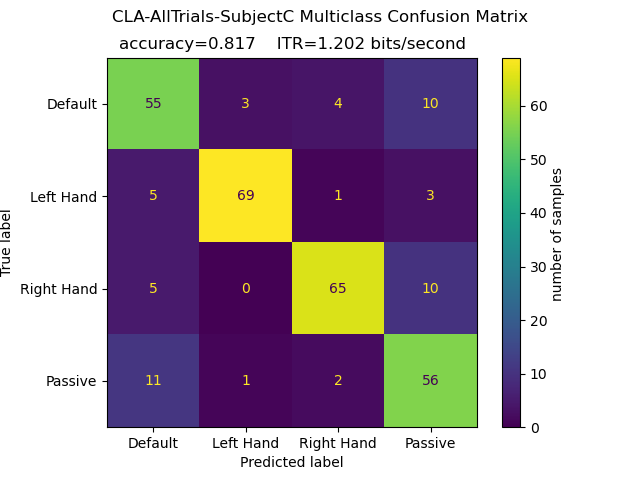 CLA-AllTrials-SubjectC Multiclass Confusion Matrix
accuracy=0.817    ITR=1.202 bits/second
True label
Default 55 3 4 10
Left Hand 5 69 1 3
Right Hand 5 0 65 10
Passive 11 1 2 56
Default Left Hand Right Hand Passive
Predicted label
60
50
40
30
20
10
0
number of samples